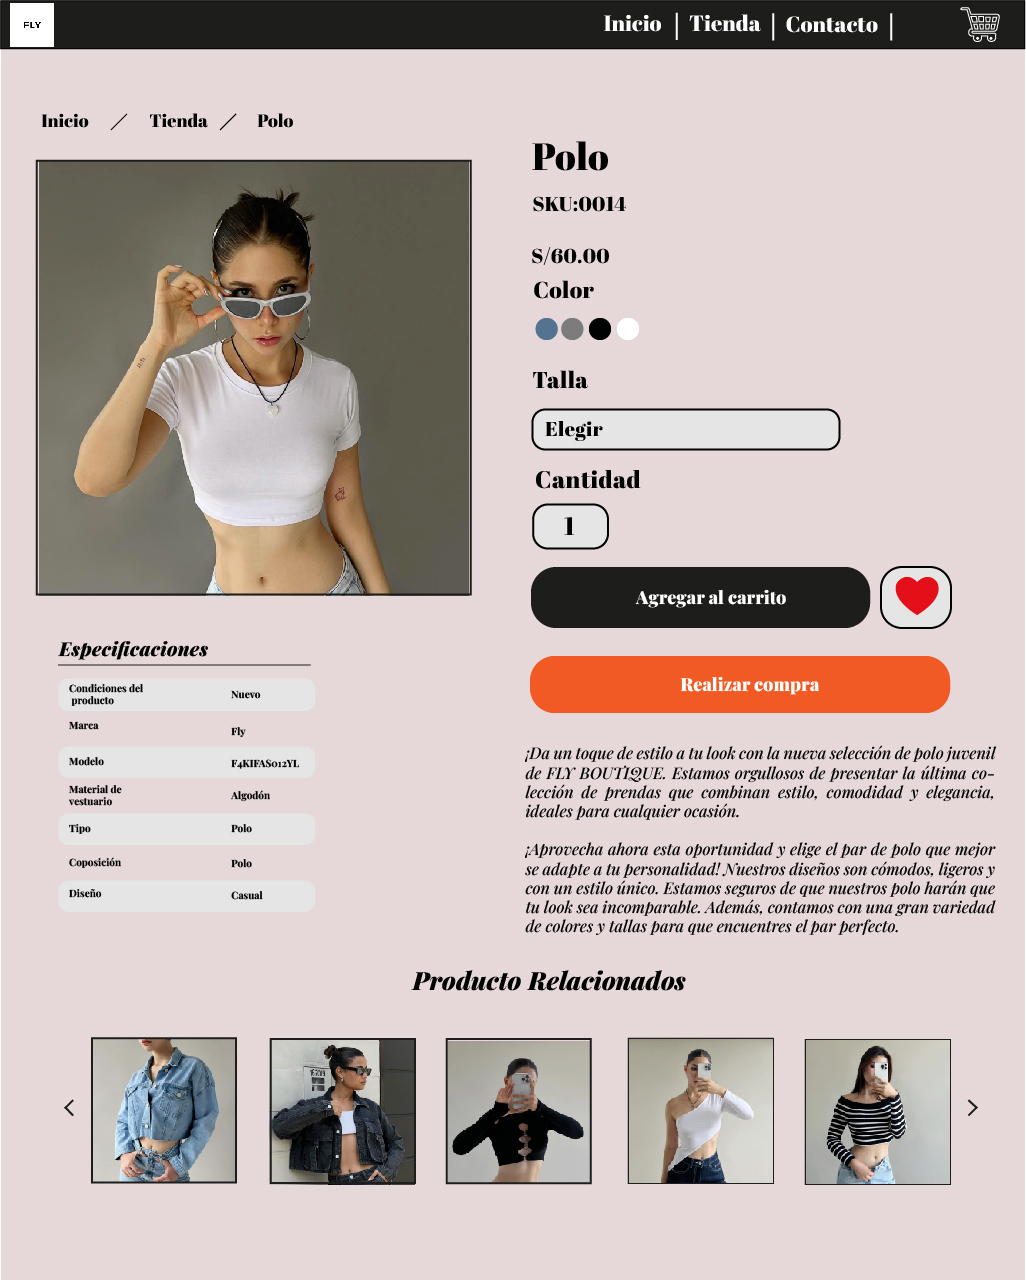 FLY
Inicio | Tienda | Contacto |
Inicio / Tienda / Polo
Polo
SKU:0014
S/60.00
Color
Talla
Elegir
Cantidad
1
Agregar al carrito
Realizar compra
Especificaciones
Condiciones del
producto
Nuevo
Marca
Fly
Modelo
F4KIFAS012YL
Material de
vestuario
Algodón
Tipo
Polo
Coposición
Polo
Diseño
Casual
¡Da un toque de estilo a tu look con la nueva selección de polo juvenil
de FLY BOUTIQUE. Estamos orgullosos de presentar la última co-
lección de prendas que combinan estilo, comodidad y elegancia,
ideales para cualquier ocasión.
¡Aprovecha ahora esta oportunidad y elige el par de polo que mejor
se adapte a tu personalidad! Nuestros diseños son cómodos, ligeros y
con un estilo único. Estamos seguros de que nuestros polo harán que
tu look sea incomparable. Además, contamos con una gran variedad
de colores y tallas para que encuentres el par perfecto.
Producto Relacionados